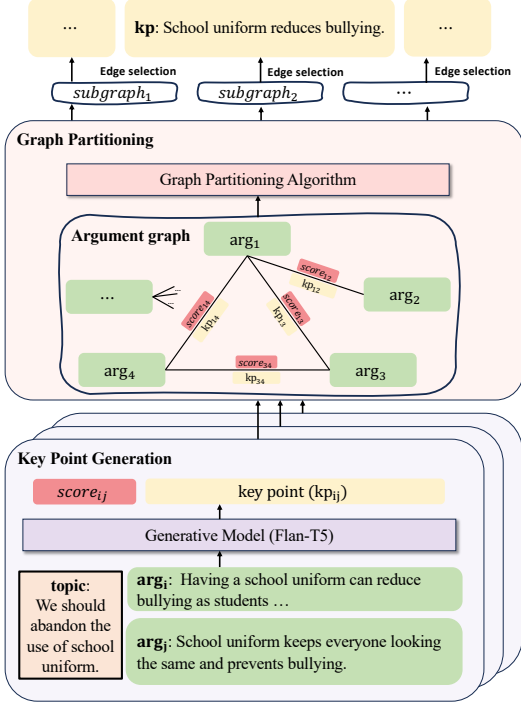 ...
kp: School uniform reduces bullying.
...
Edge selection
Edge selection
Edge selection
subgraph₁
subgraph₂
...
Graph Partitioning
Graph Partitioning Algorithm
Argument graph
arg₁
score₁₂
kp₁₂
arg₂
...
score₁₄
kp₁₄
score₁₃
kp₁₃
score₃₄
kp₃₄
arg₄
arg₃
Key Point Generation
scoreᵢⱼ
key point (kpᵢⱼ)
Generative Model (Flan-T5)
topic:
We should
abandon the
use of school
uniform.
argᵢ: Having a school uniform can reduce
bullying as students …
argⱼ: School uniform keeps everyone looking
the same and prevents bullying.